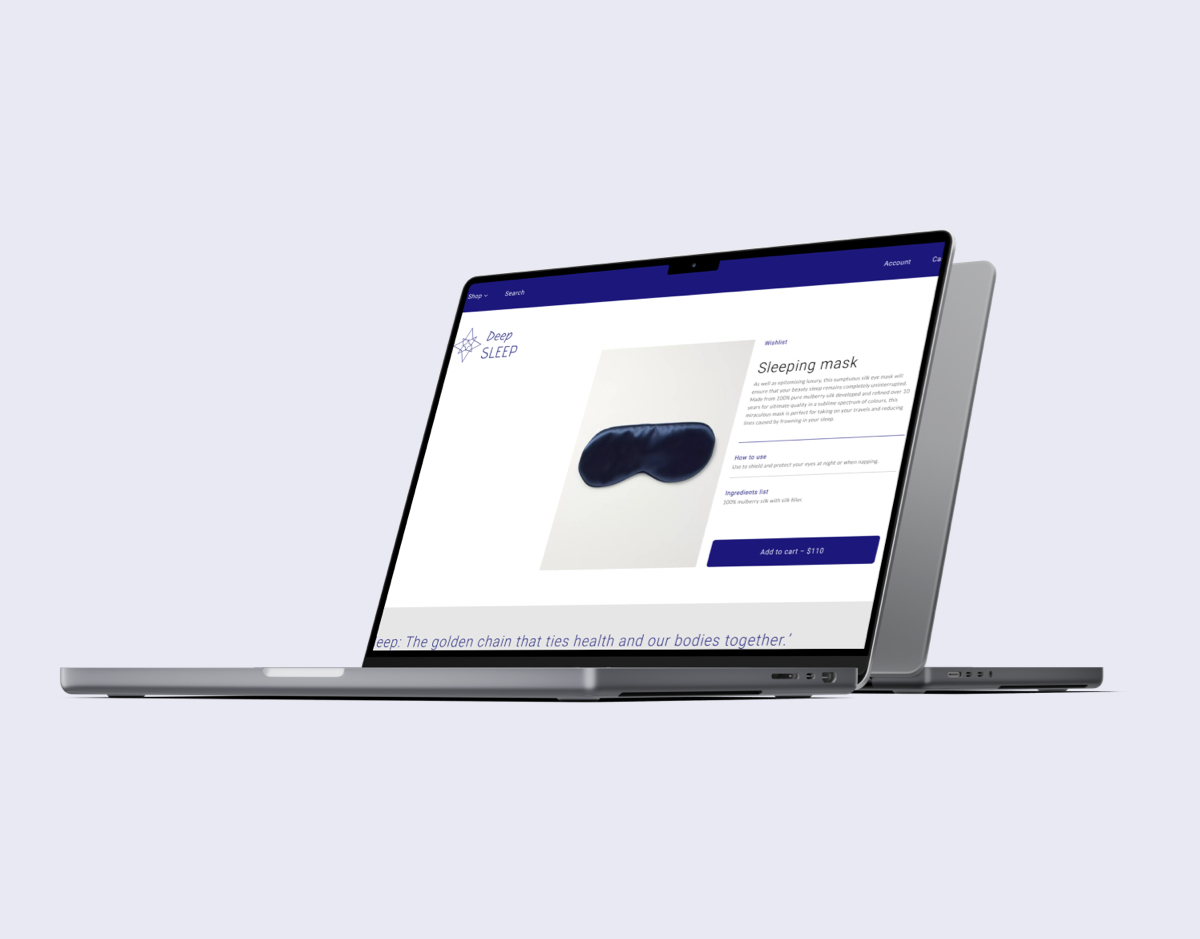 Shop
Search
Account
Deep
SLEEP
Wishlist
Sleeping mask
As well as epitomising luxury, this sumptuous silk eye mask will
ensure that your beauty sleep remains completely uninterrupted.
Made from 100% pure mulberry silk developed and refined over 10
years for ultimate quality in a sublime spectrum of colours, this
miraculous mask is perfect for taking on your travels and reducing
lines caused by frowning in your sleep.
How to use
Use to shield and protect your eyes at night or when napping.
Ingredients list
100% mulberry silk with silk filler.
Add to cart – $110
eep: The golden chain that ties health and our bodies together.’